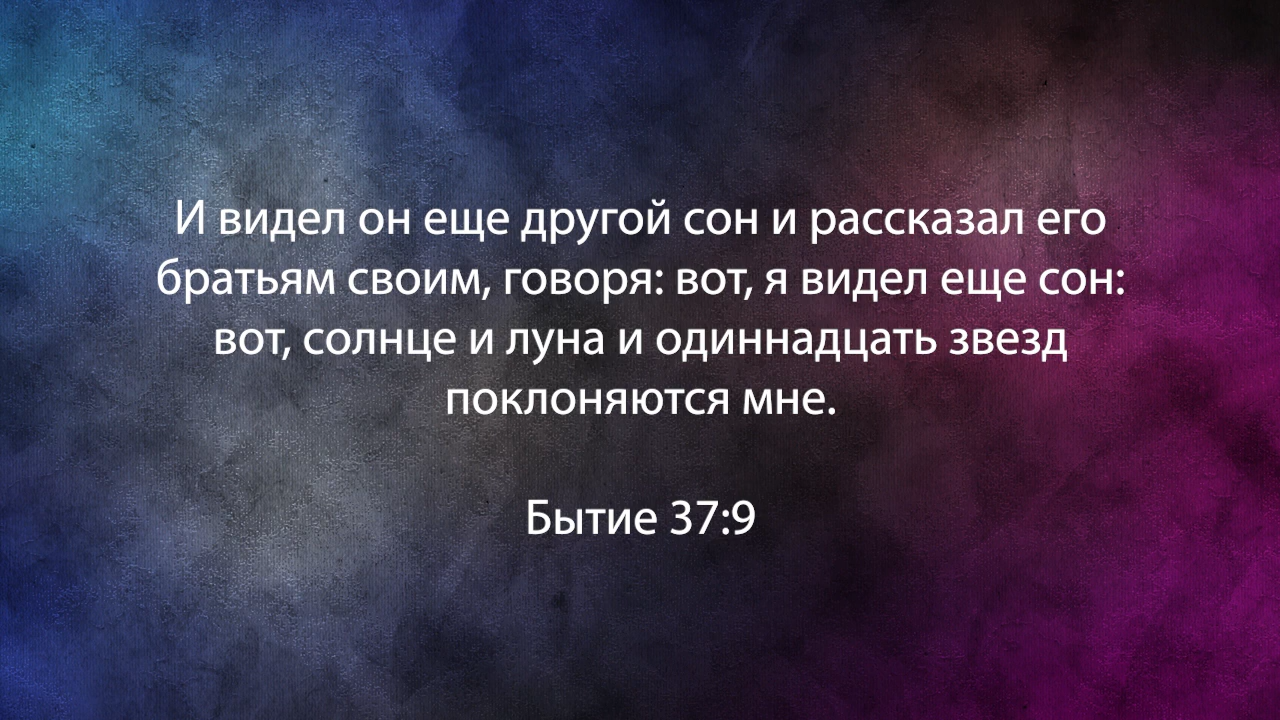 И видел он еще другой сон и рассказал его
братьям своим, говоря: вот, я видел еще сон:
вот, солнце и луна и одиннадцать звезд
поклоняются мне.
Бытие 37:9